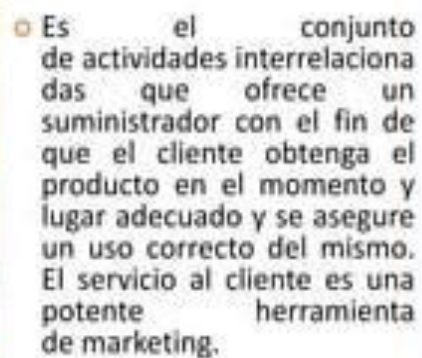 Es el conjunto
de actividades interrelaciona
das que ofrece un
suministrador con el fin de
que el cliente obtenga el
producto en el momento y
lugar adecuado y se asegure
un uso correcto del mismo.
El servicio al cliente es una
potente herramienta
de marketing.